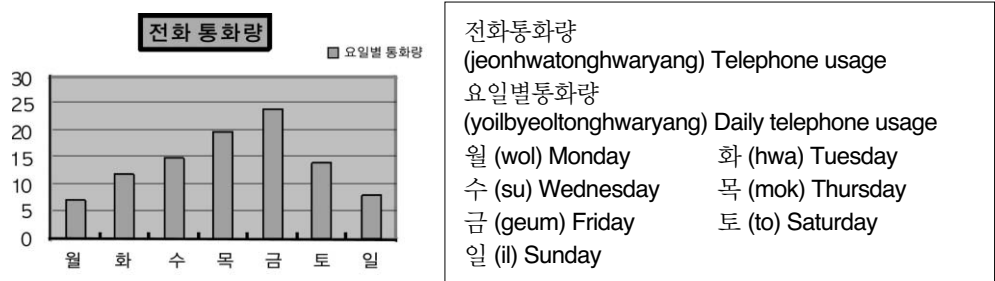 전화 통화량
요일별 통화량
30
25
20
15
10
5
0
월 화 수 목 금 토 일
전화통화량
(jeonhwatonghwaryang) Telephone usage
요일별통화량
(yoilbyeoltonghwaryang) Daily telephone usage
월 (wol) Monday 화 (hwa) Tuesday
수 (su) Wednesday 목 (mok) Thursday
금 (geum) Friday 토 (to) Saturday
일 (il) Sunday